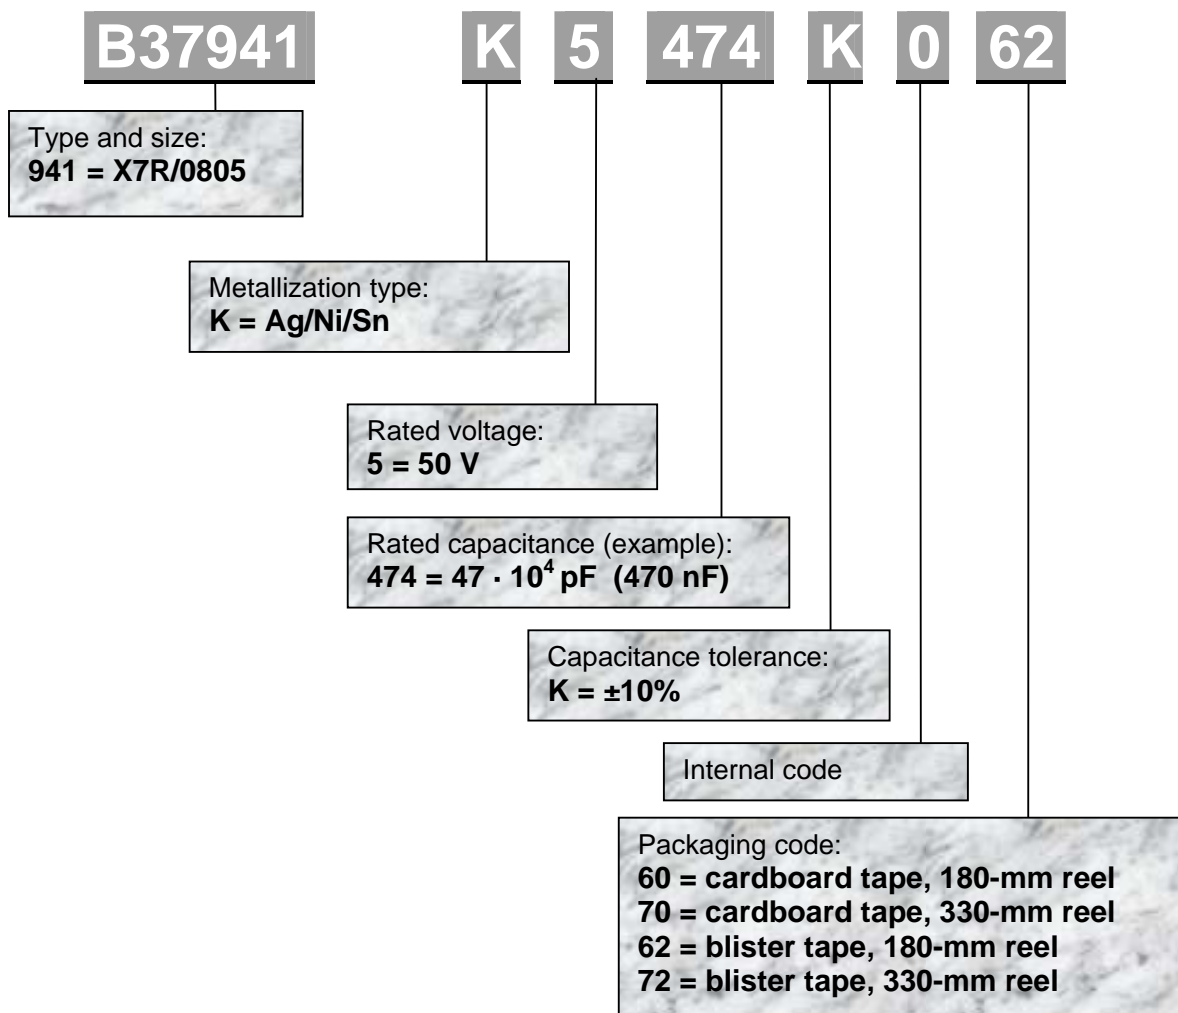 B37941 K 5 474 K 0 62
Type and size:
941 = X7R/0805
Metallization type:
K = Ag/Ni/Sn
Rated voltage:
5 = 50 V
Rated capacitance (example):
474 = 47 · 10⁴ pF (470 nF)
Capacitance tolerance:
K = ±10%
Internal code
Packaging code:
60 = cardboard tape, 180-mm reel
70 = cardboard tape, 330-mm reel
62 = blister tape, 180-mm reel
72 = blister tape, 330-mm reel